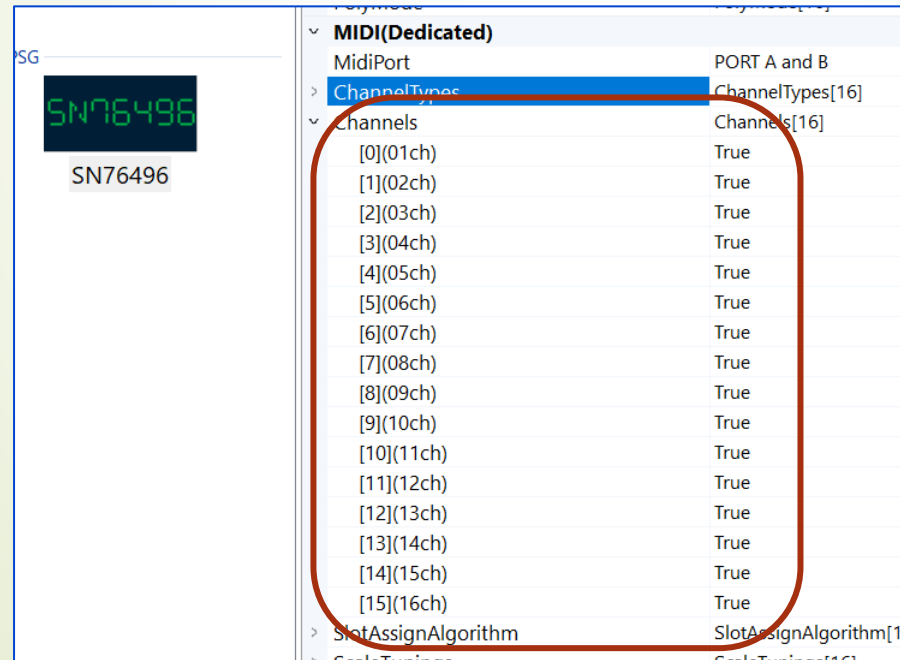 MIDI(Dedicated)
PSG
MidiPort PORT A and B
SN76496
ChannelTypes ChannelTypes[16]
Channels Channels[16]
[0](01ch) True
SN76496
[1](02ch) True
[2](03ch) True
[3](04ch) True
[4](05ch) True
[5](06ch) True
[6](07ch) True
[7](08ch) True
[8](09ch) True
[9](10ch) True
[10](11ch) True
[11](12ch) True
[12](13ch) True
[13](14ch) True
[14](15ch) True
[15](16ch) True
SlotAssignAlgorithm SlotAssignAlgorithm[1